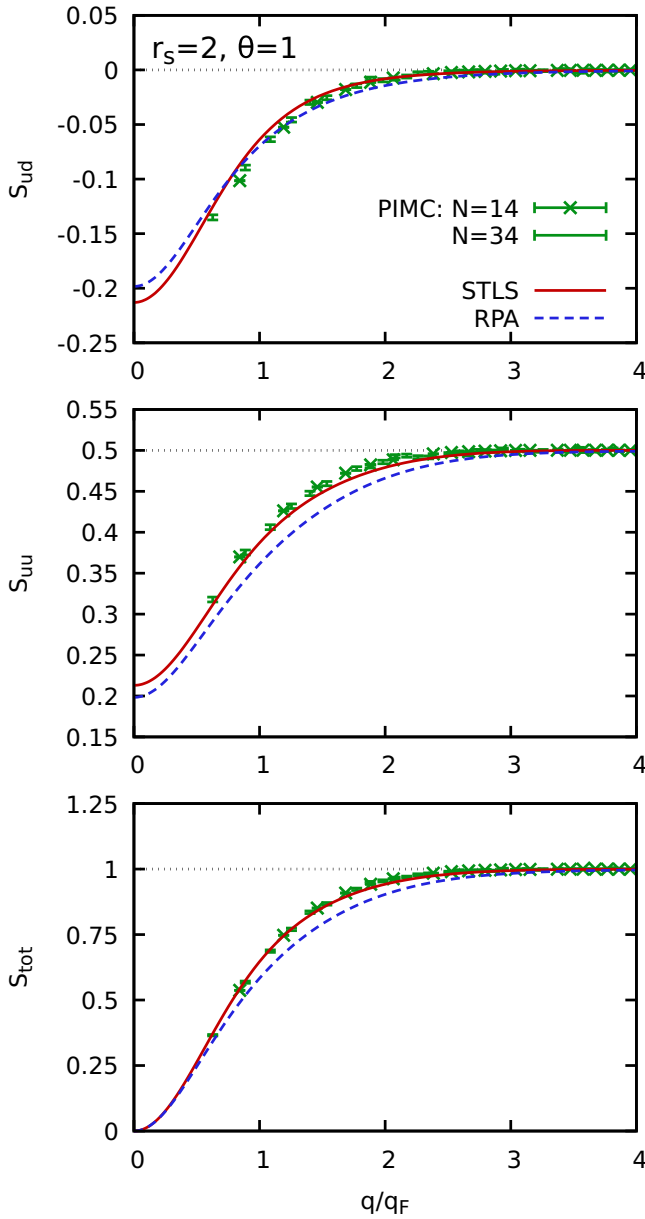 r_s=2, θ=1
0.05
0
-0.05
-0.1
-0.15
-0.2
-0.25
S_ud
PIMC: N=14
N=34
STLS
RPA
0 1 2 3 4
0.55
0.5
0.45
0.4
0.35
0.3
0.25
0.2
0.15
S_uu
0 1 2 3 4
1.25
1
0.75
0.5
0.25
0
S_tot
0 1 2 3 4
q/q_F